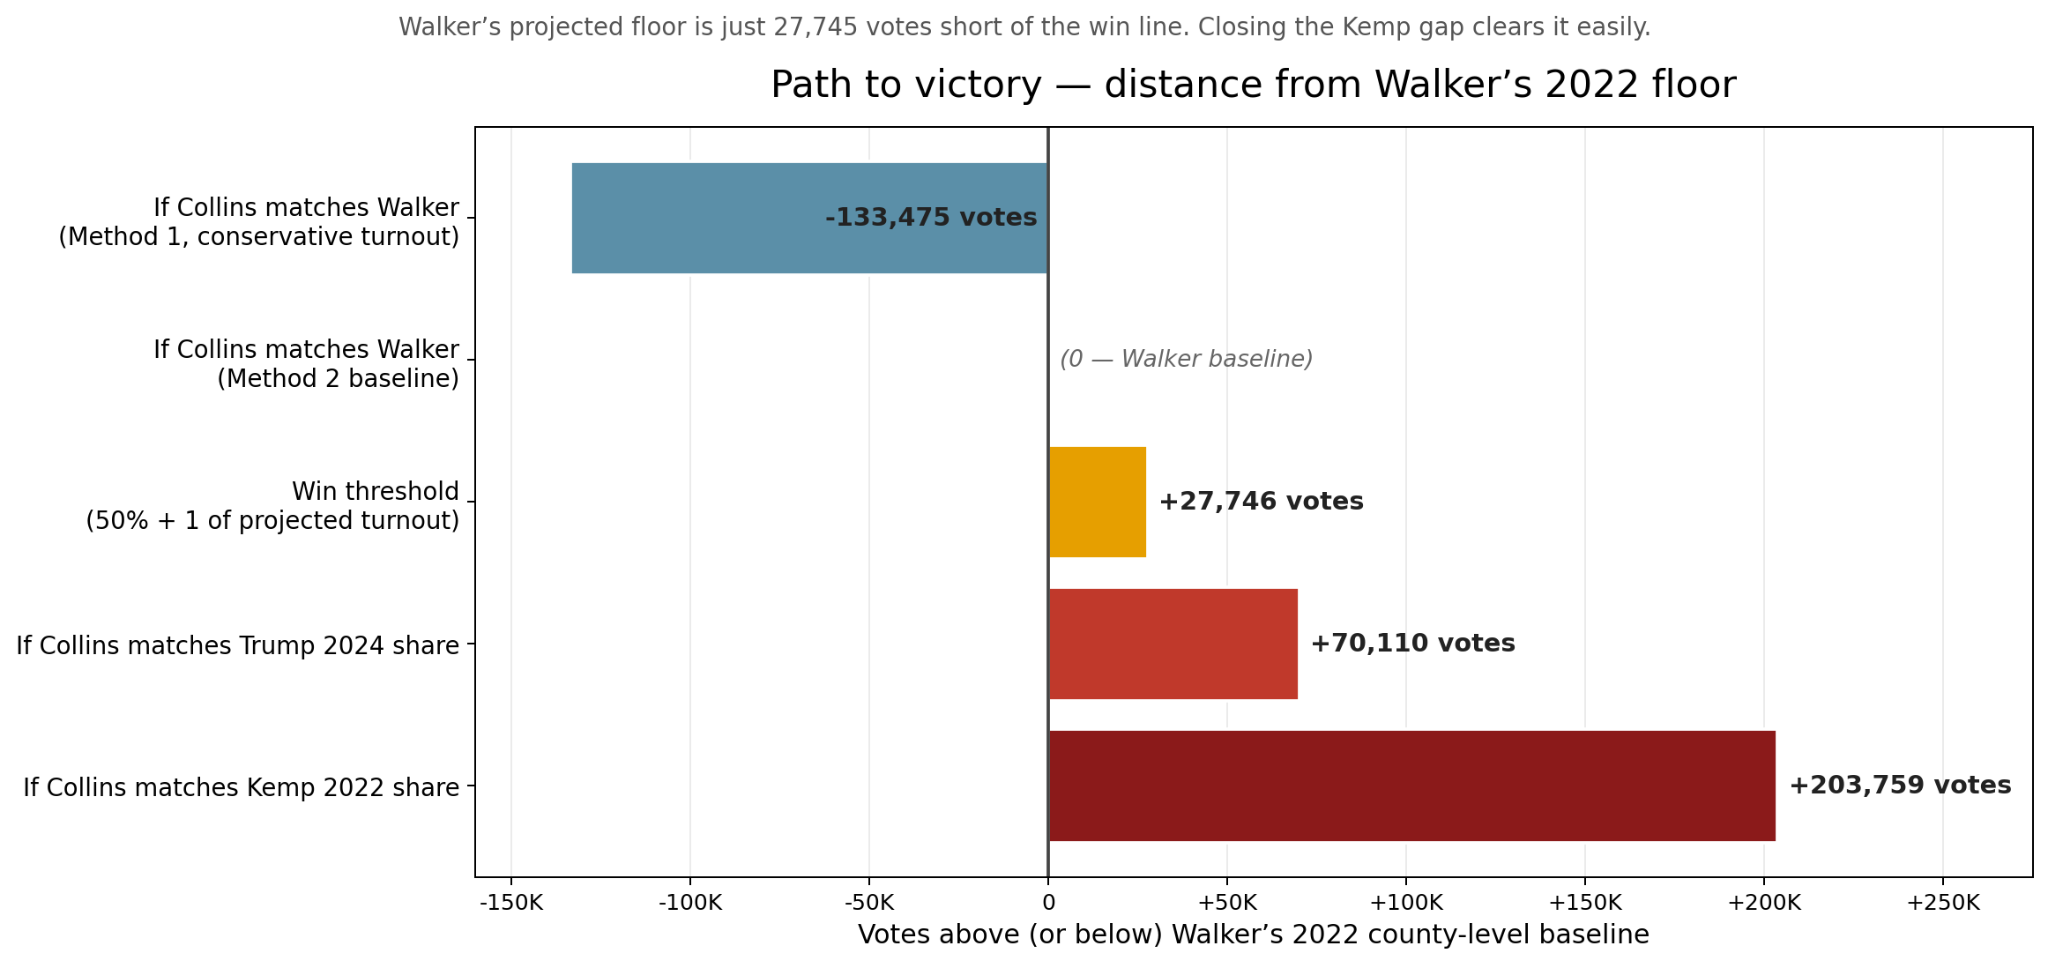 Walker’s projected floor is just 27,745 votes short of the win line. Closing the Kemp gap clears it easily.
Path to victory — distance from Walker’s 2022 floor
If Collins matches Walker
(Method 1, conservative turnout)
-133,475 votes
If Collins matches Walker
(Method 2 baseline)
(0 — Walker baseline)
Win threshold
(50% + 1 of projected turnout)
+27,746 votes
If Collins matches Trump 2024 share
+70,110 votes
If Collins matches Kemp 2022 share
+203,759 votes
-150K -100K -50K 0 +50K +100K +150K +200K +250K
Votes above (or below) Walker’s 2022 county-level baseline